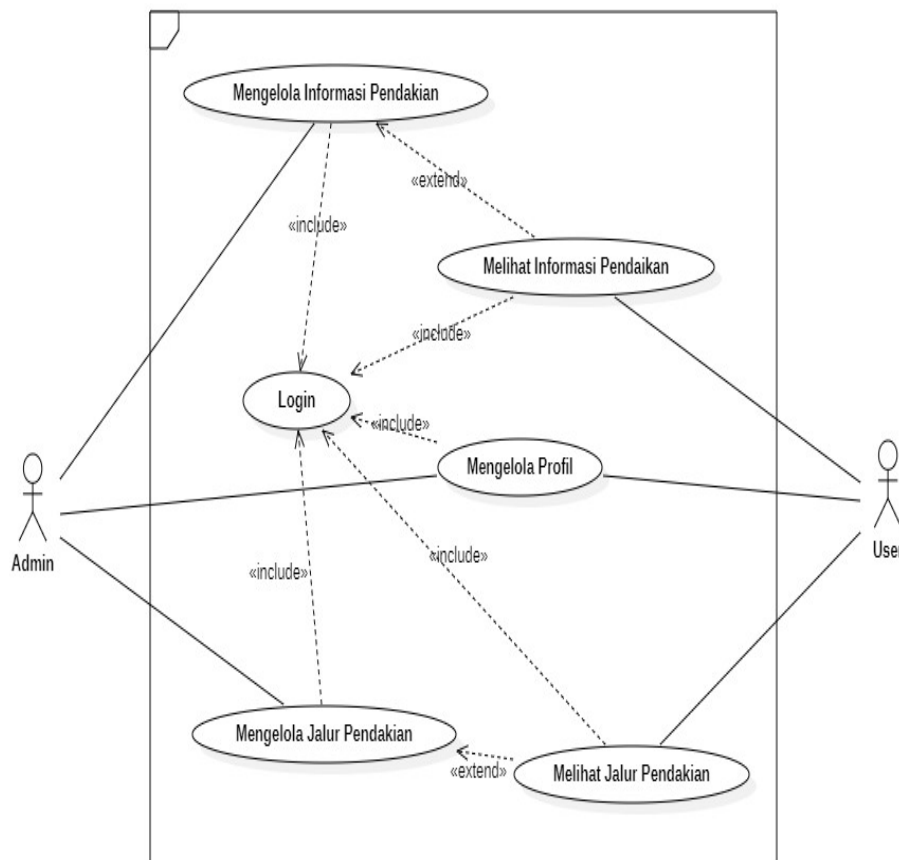 Mengelola Informasi Pendakian
«extend»
«include»
Melihat Informasi Pendaikan
«include»
Login
«include»
Mengelola Profil
Admin
User
«include»
«include»
Mengelola Jalur Pendakian
«extend»
Melihat Jalur Pendakian